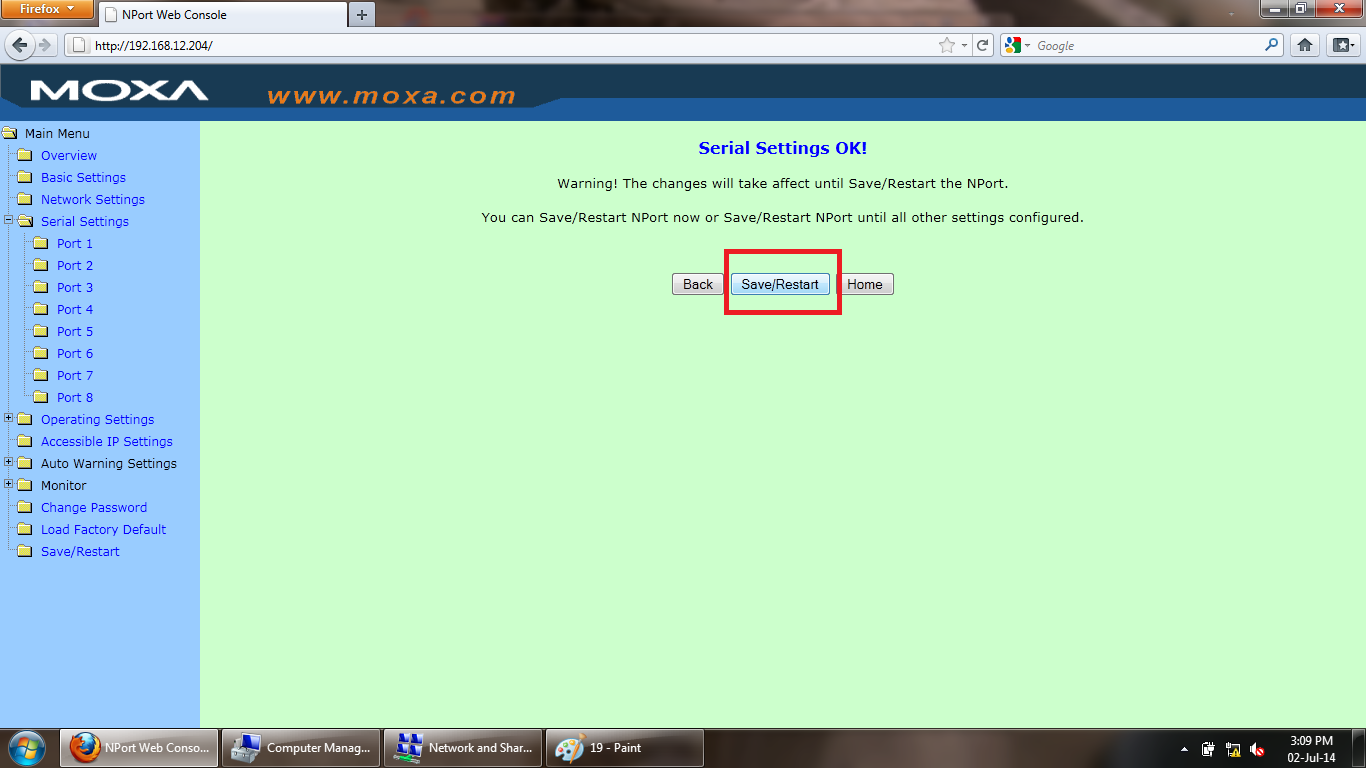 Firefox
NPort Web Console
http://192.168.12.204/
Google
MOXA
www.moxa.com
Main Menu
Overview
Basic Settings
Network Settings
Serial Settings
Port 1
Port 2
Port 3
Port 4
Port 5
Port 6
Port 7
Port 8
Operating Settings
Accessible IP Settings
Auto Warning Settings
Monitor
Change Password
Load Factory Default
Save/Restart
Serial Settings OK!
Warning! The changes will take affect until Save/Restart the NPort.
You can Save/Restart NPort now or Save/Restart NPort until all other settings configured.
Back Save/Restart Home
NPort Web Conso... Computer Manag... Network and Shar... 19 - Paint
3:09 PM
02-Jul-14